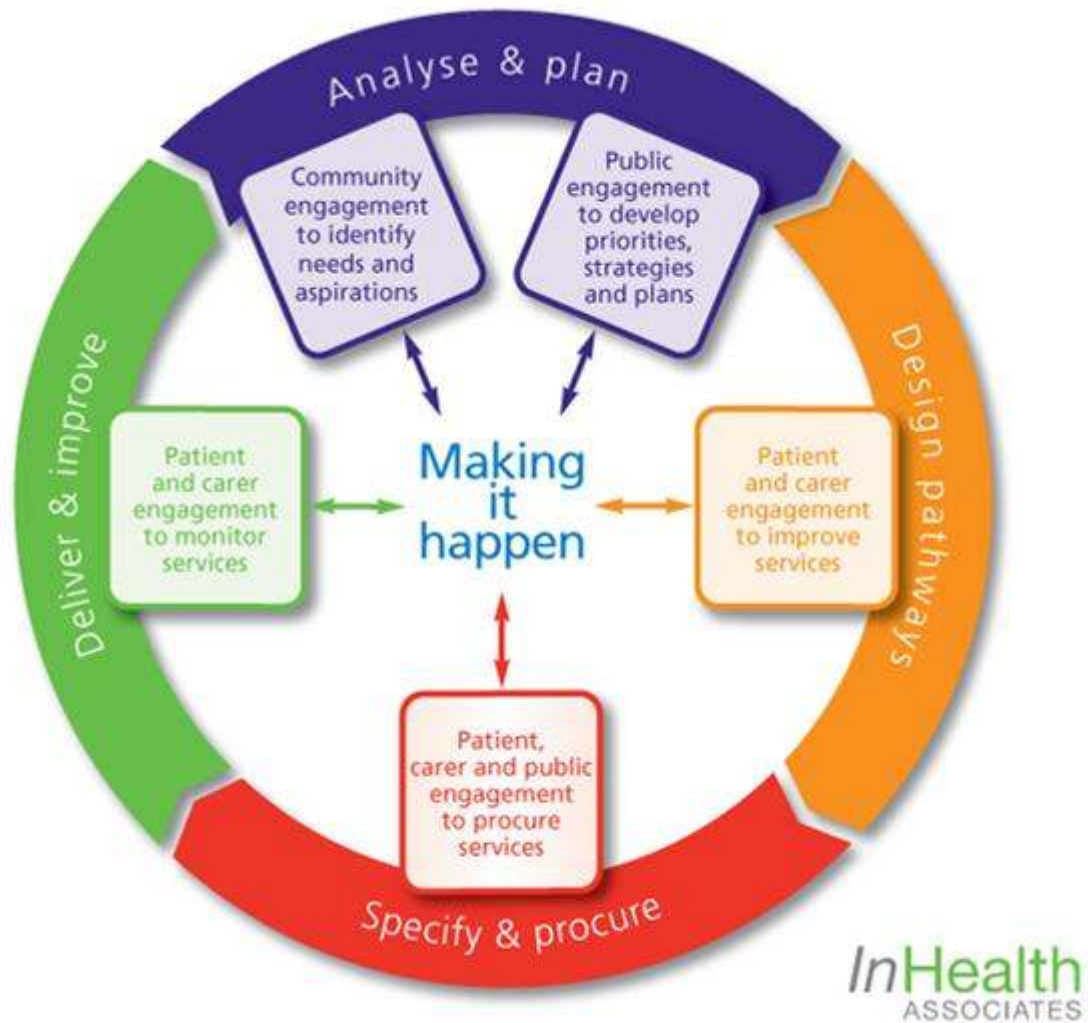 Analyse & plan
Community
engagement
to identify
needs and
aspirations
Public
engagement
to develop
priorities,
strategies
and plans
Design pathways
Patient
and carer
engagement
to improve
services
Specify & procure
Patient,
carer and public
engagement
to procure
services
Deliver & improve
Patient
and carer
engagement
to monitor
services
Making
it
happen
InHealth
ASSOCIATES